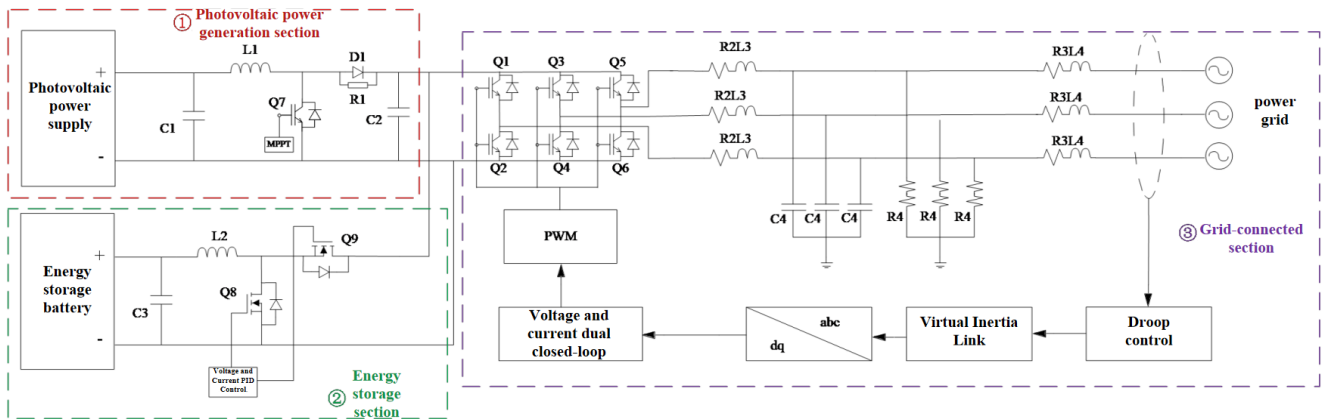 ① Photovoltaic power
generation section
Photovoltaic
power
supply
+
-
L1
D1
R1
C1
Q7
MPPT
C2
Q1
Q3
Q5
Q2
Q4
Q6
R2L3
R2L3
R2L3
R3L4
R3L4
R3L4
power
grid
C4
C4
C4
R4
R4
R4
③ Grid-connected
section
PWM
Voltage and
current dual
closed-loop
abc
dq
Virtual Inertia
Link
Droop
control
Energy
storage
battery
+
-
L2
Q9
Q8
C3
Voltage and
Current PID
Control
② Energy
storage
section